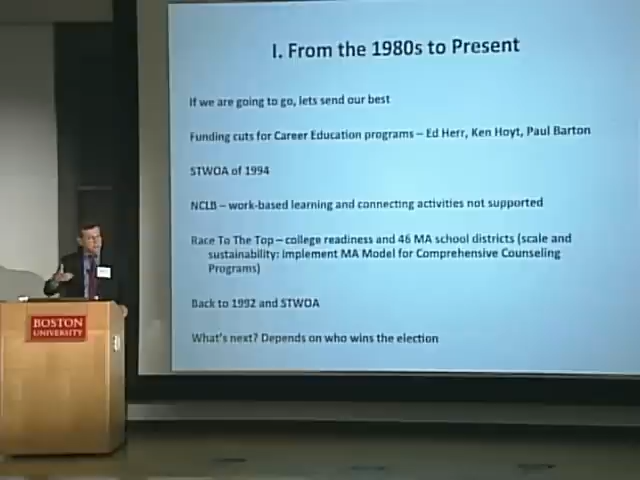 I. From the 1980s to Present
If we are going to go, lets send our best
Funding cuts for Career Education programs – Ed Herr, Ken Hoyt, Paul Barton
STWOA of 1994
NCLB – work-based learning and connecting activities not supported
Race To The Top – college readiness and 46 MA school districts (scale and
sustainability: implement MA Model for Comprehensive Counseling
Programs)
Back to 1992 and STWOA
What's next? Depends on who wins the election
BOSTON
UNIVERSITY